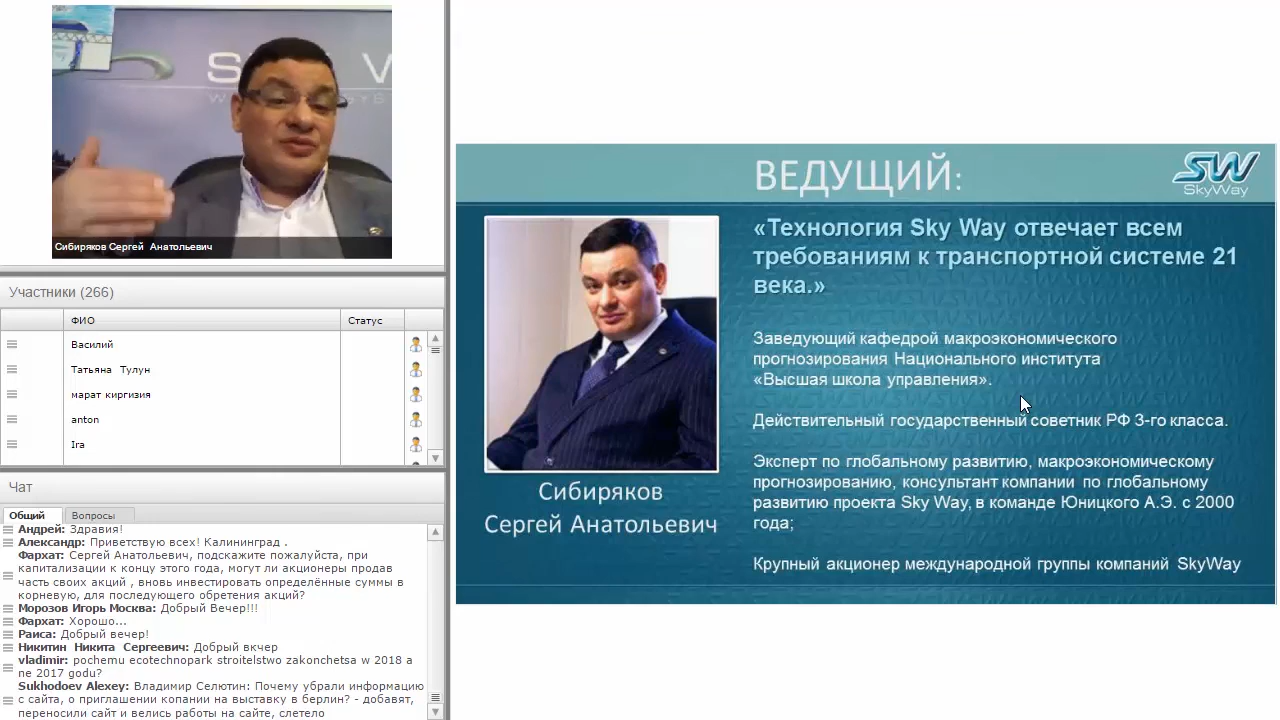 S W
Сибиряков Сергей Анатольевич
Участники (266)
ФИО
Статус
Василий
Татьяна Тулун
марат киргизия
anton
Ira
Чат
Общий
Вопросы
Андрей: Здравия!
Александр: Приветствую всех! Калининград .
Фархат: Сергей Анатольевич, подскажите пожалуйста, при
капитализации к концу этого года, могут ли акционеры продав
часть своих акций , вновь инвестировать определённые суммы в
корневую, для последующего обретения акций?
Морозов Игорь Москва: Добрый Вечер!!!
Фархат: Хорошо...
Раиса: Добрый вечер!
Никитин Никита Сергеевич: Добрый вкчер
vladimir: pochemu ecotechnopark stroitelstwo zakonchetsa w 2018 a
ne 2017 godu?
Sukhodoev Alexey: Владимир Селютин: Почему убрали информацию
с сайта, о приглашении копании на выставку в берлин? - добавят,
переносили сайт и велись работы на сайте, слетело
ВЕДУЩИЙ:
SW
SkyWay
«Технология Sky Way отвечает всем
требованиям к транспортной системе 21
века.»
Заведующий кафедрой макроэкономического
прогнозирования Национального института
«Высшая школа управления».
Действительный государственный советник РФ 3-го класса.
Эксперт по глобальному развитию, макроэкономическому
прогнозированию, консультант компании по глобальному
развитию проекта Sky Way, в команде Юницкого А.Э. с 2000
года;
Крупный акционер международной группы компаний SkyWay
Сибиряков
Сергей Анатольевич